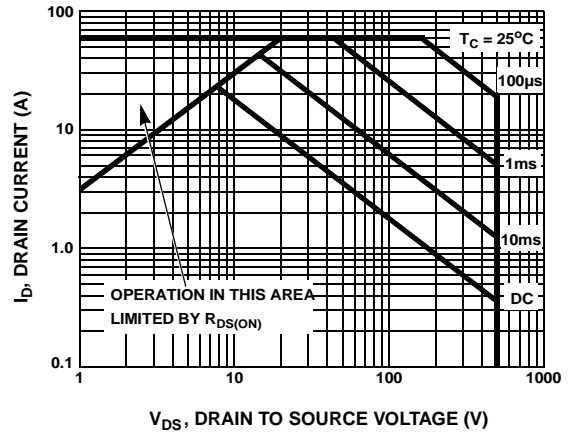 100
T_C = 25°C
100µs
10
1ms
1.0
10ms
OPERATION IN THIS AREA
LIMITED BY R_DS(ON)
DC
0.1
1
10
100
1000
I_D, DRAIN CURRENT (A)
V_DS, DRAIN TO SOURCE VOLTAGE (V)